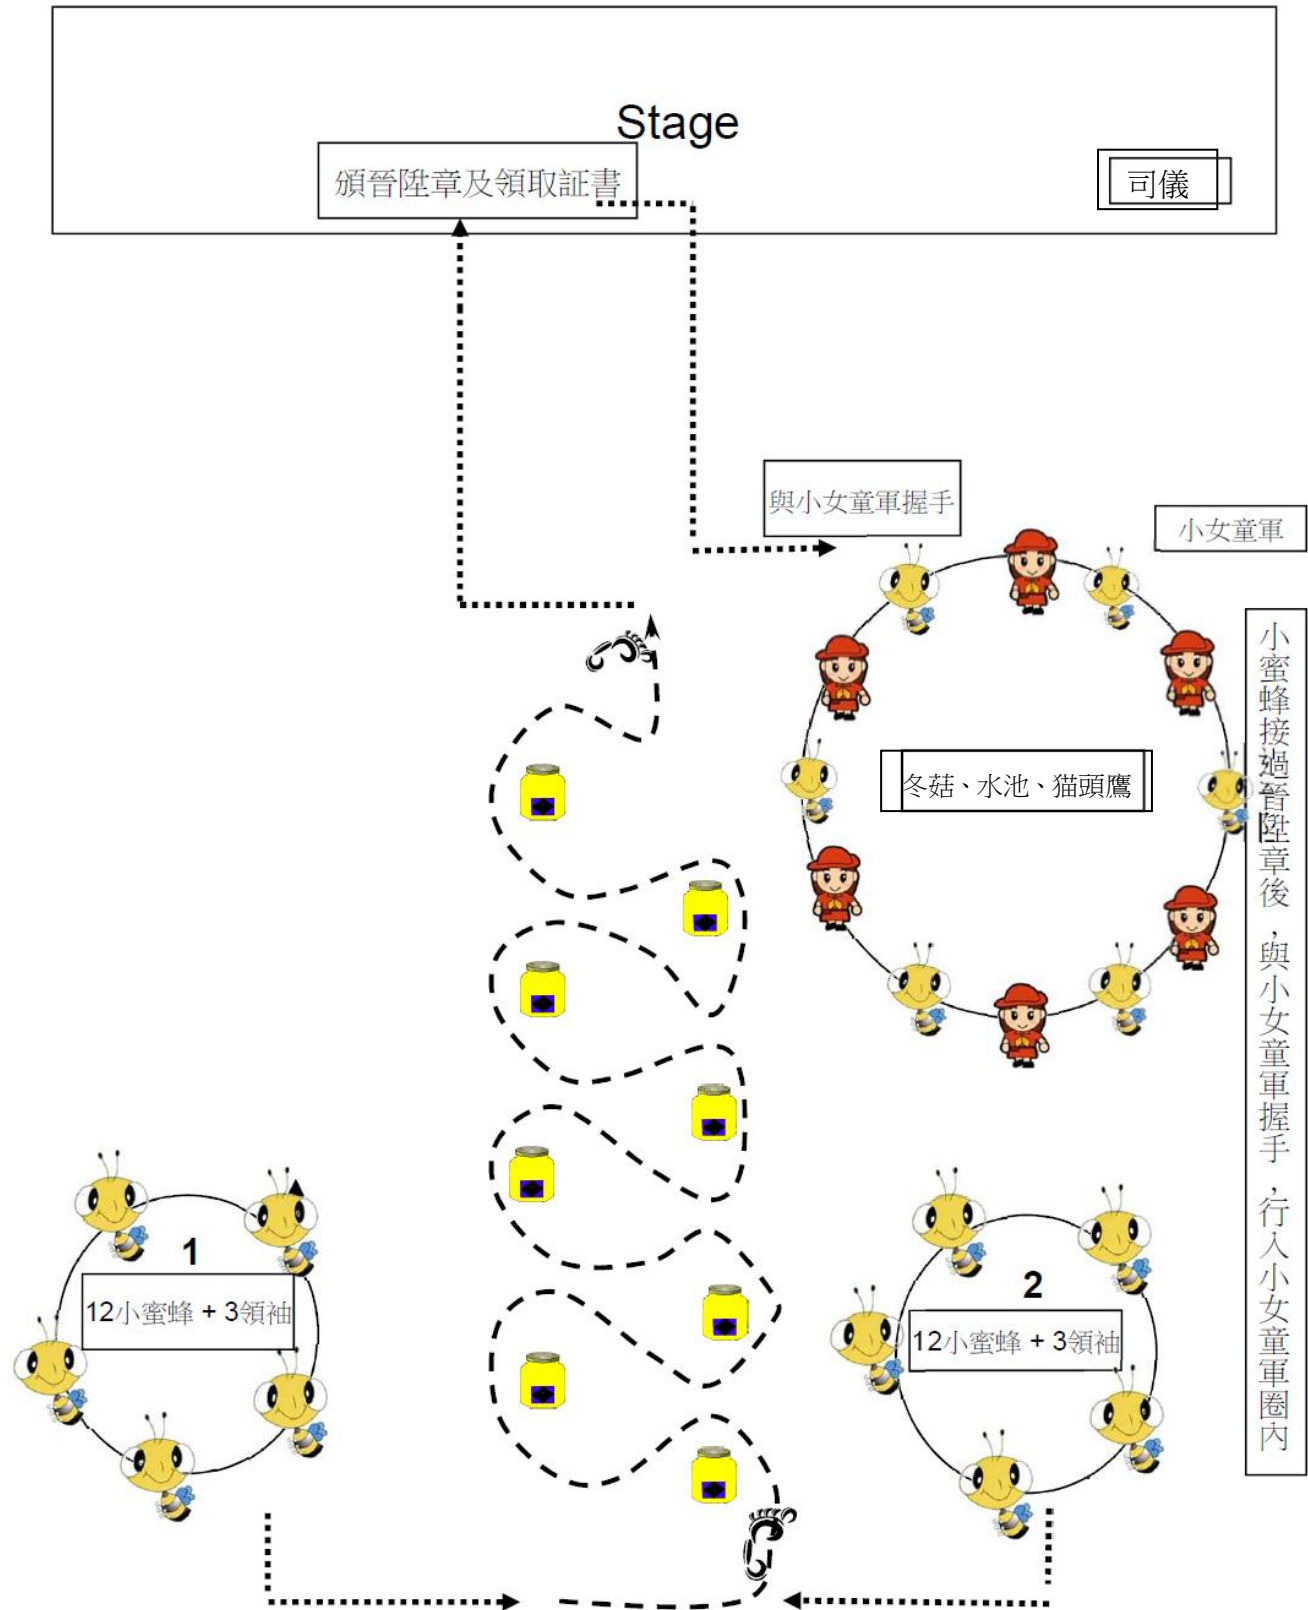 Stage
頒晉陞章及領取証書
司儀
與小女童軍握手
小女童軍
冬菇、水池、猫頭鷹
小蜜蜂接過晉陞章後，與小女童軍握手，行入小女童軍圈內
1
12小蜜蜂 + 3領袖
2
12小蜜蜂 + 3領袖